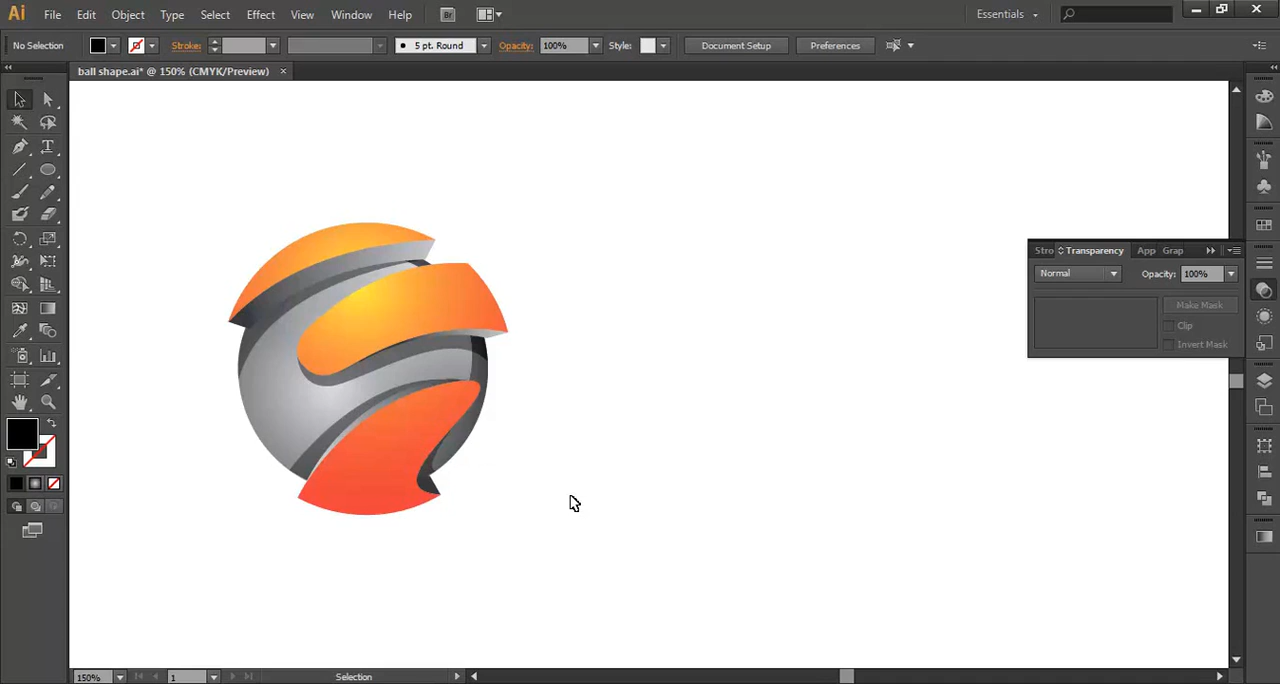 Ai File Edit Object Type Select Effect View Window Help Br Essentials
No Selection Stroke: 5 pt. Round Opacity: 100% Style: Document Setup Preferences
ball shape.ai* @ 150% (CMYK/Preview)
Stro Transparency App Grap
Normal Opacity: 100%
Make Mask
Clip
Invert Mask
150% 1 Selection